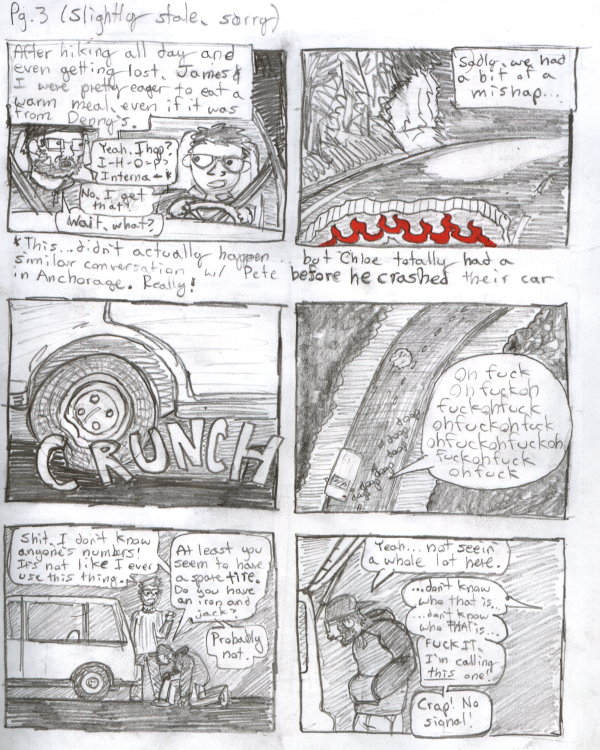 Pg. 3 (slightly stale, sorry)
After hiking all day and
even getting lost, James &
I were pretty eager to eat a
warm meal, even if it was
from Denny's.
Yeah. Ihop?
I-H-O-P?
Interna-*
No, I get
that!
Wait, what?
Sadly, we had
a bit of a
mishap...
*This...didn't actually happen... but Chloe totally had a
similar conversation w/ Pete before he crashed their car
in Anchorage. Really!
CRUNCH
Oh fuck
Oh fuckoh
fuckohfuck
ohfuckohfuck
ohfuckohfuckoh
fuckohfuck
ohfuck
Shit. I don't know
anyone's numbers!
It's not like I ever
use this thing.
At least you
seem to have
a spare tire.
Do you have
an iron and
jack?
Probably
not.
Yeah... not seein'
a whole lot here.
...don't know
who that is...
...don't know
who THAT is...
FUCK IT.
I'm calling
this one!
Crap! No
signal!